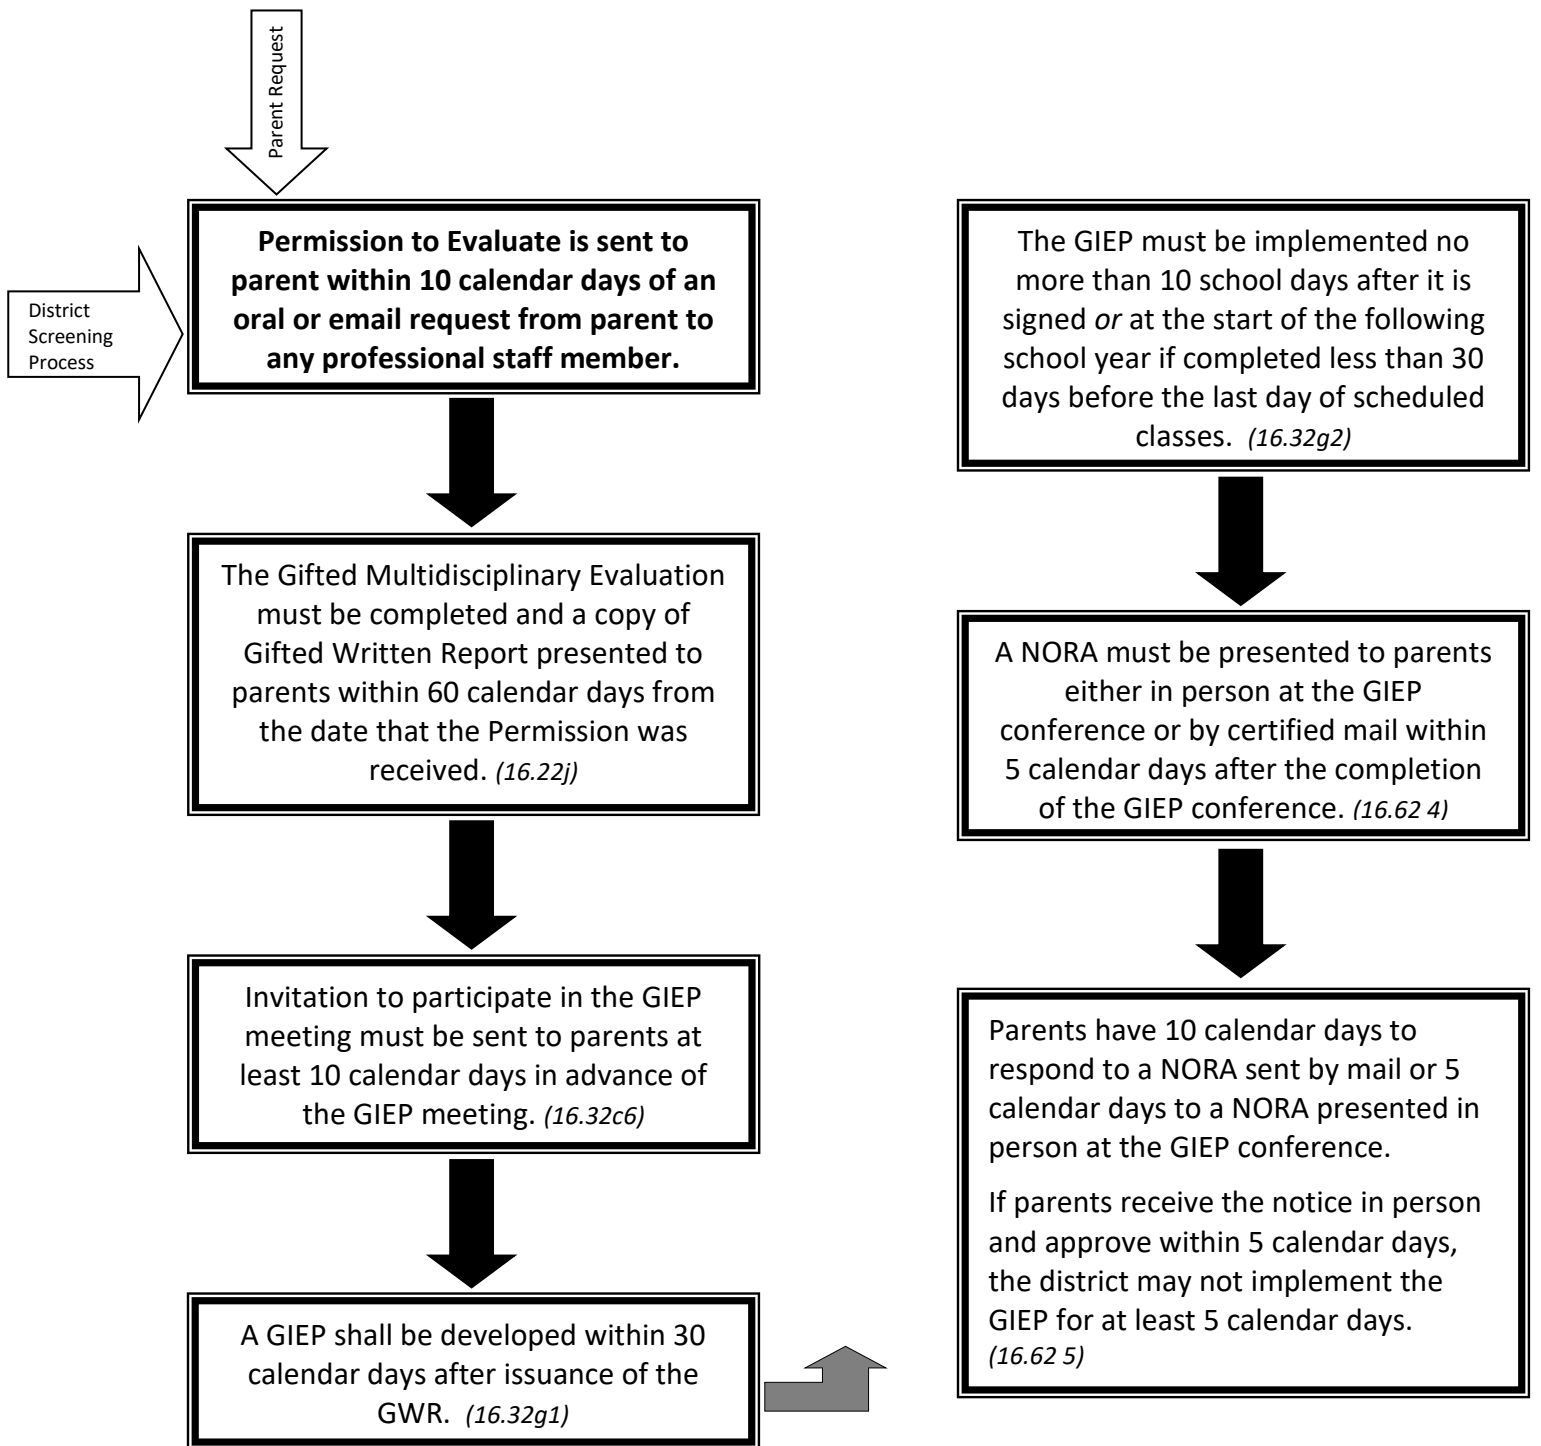 Parent Request
District
Screening
Process
Permission to Evaluate is sent to
parent within 10 calendar days of an
oral or email request from parent to
any professional staff member.
The Gifted Multidisciplinary Evaluation
must be completed and a copy of
Gifted Written Report presented to
parents within 60 calendar days from
the date that the Permission was
received. (16.22j)
Invitation to participate in the GIEP
meeting must be sent to parents at
least 10 calendar days in advance of
the GIEP meeting. (16.32c6)
A GIEP shall be developed within 30
calendar days after issuance of the
GWR. (16.32g1)
The GIEP must be implemented no
more than 10 school days after it is
signed or at the start of the following
school year if completed less than 30
days before the last day of scheduled
classes. (16.32g2)
A NORA must be presented to parents
either in person at the GIEP
conference or by certified mail within
5 calendar days after the completion
of the GIEP conference. (16.62 4)
Parents have 10 calendar days to
respond to a NORA sent by mail or 5
calendar days to a NORA presented in
person at the GIEP conference.
If parents receive the notice in person
and approve within 5 calendar days,
the district may not implement the
GIEP for at least 5 calendar days.
(16.62 5)